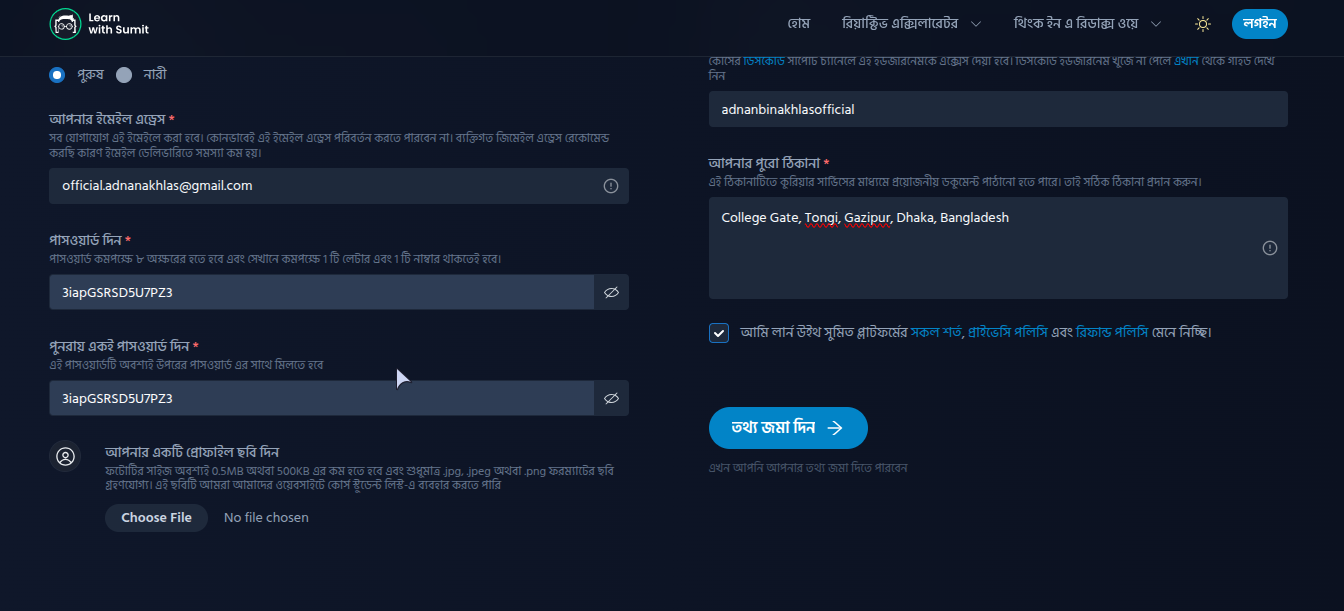 Learn
with Sumit
হোম
রিয়্যাক্টিভ এক্সিলারেটর
থিংক ইন এ রিডাক্স ওয়ে
লগইন
পুরুষ
নারী
আপনার ইমেইল এড্রেস *
সব যোগাযোগ এই ইমেইলে করা হবে। কোনভাবেই এই ইমেইল এড্রেস পরিবর্তন করতে পারবেন না। ব্যক্তিগত জিমেইল এড্রেস রেকোমেন্ড
করছি কারণ ইমেইল ডেলিভারিতে সমস্যা কম হয়।
official.adnanakhlas@gmail.com
পাসওয়ার্ড দিন *
পাসওয়ার্ড কমপক্ষে ৮ অক্ষরের হতে হবে এবং সেখানে কমপক্ষে 1 টি লেটার এবং 1 টি নাম্বার থাকতেই হবে।
3iapGSRSD5U7PZ3
পুনরায় একই পাসওয়ার্ড দিন *
এই পাসওয়ার্ডটি অবশ্যই উপরের পাসওয়ার্ড এর সাথে মিলতে হবে
3iapGSRSD5U7PZ3
আপনার একটি প্রোফাইল ছবি দিন
ফটোটির সাইজ অবশ্যই 0.5MB অথবা 500KB এর কম হতে হবে এবং শুধুমাত্র .jpg, .jpeg অথবা .png ফরম্যাটের ছবি
গ্রহণযোগ্য। এই ছবিটি আমরা আমাদের ওয়েবসাইটে কোর্স স্টুডেন্ট লিস্ট-এ ব্যবহার করতে পারি
Choose File
No file chosen
কোর্সের ডিসকোর্ড সাপোর্ট চ্যানেলে এই ইউজারনেমকে এক্সেস দেয়া হবে। ডিসকোর্ড ইউজারনেম খুঁজে না পেলে এখান থেকে গাইড দেখে
নিন
adnanbinakhlasofficial
আপনার পুরো ঠিকানা *
এই ঠিকানাটিতে কুরিয়ার সার্ভিসের মাধ্যমে প্রয়োজনীয় ডকুমেন্ট পাঠানো হতে পারে। তাই সঠিক ঠিকানা প্রদান করুন।
College Gate, Tongi, Gazipur, Dhaka, Bangladesh
আমি লার্ন উইথ সুমিত প্লাটফর্মের সকল শর্ত, প্রাইভেসি পলিসি এবং রিফান্ড পলিসি মেনে নিচ্ছি।
তথ্য জমা দিন
এখন আপনি আপনার তথ্য জমা দিতে পারবেন